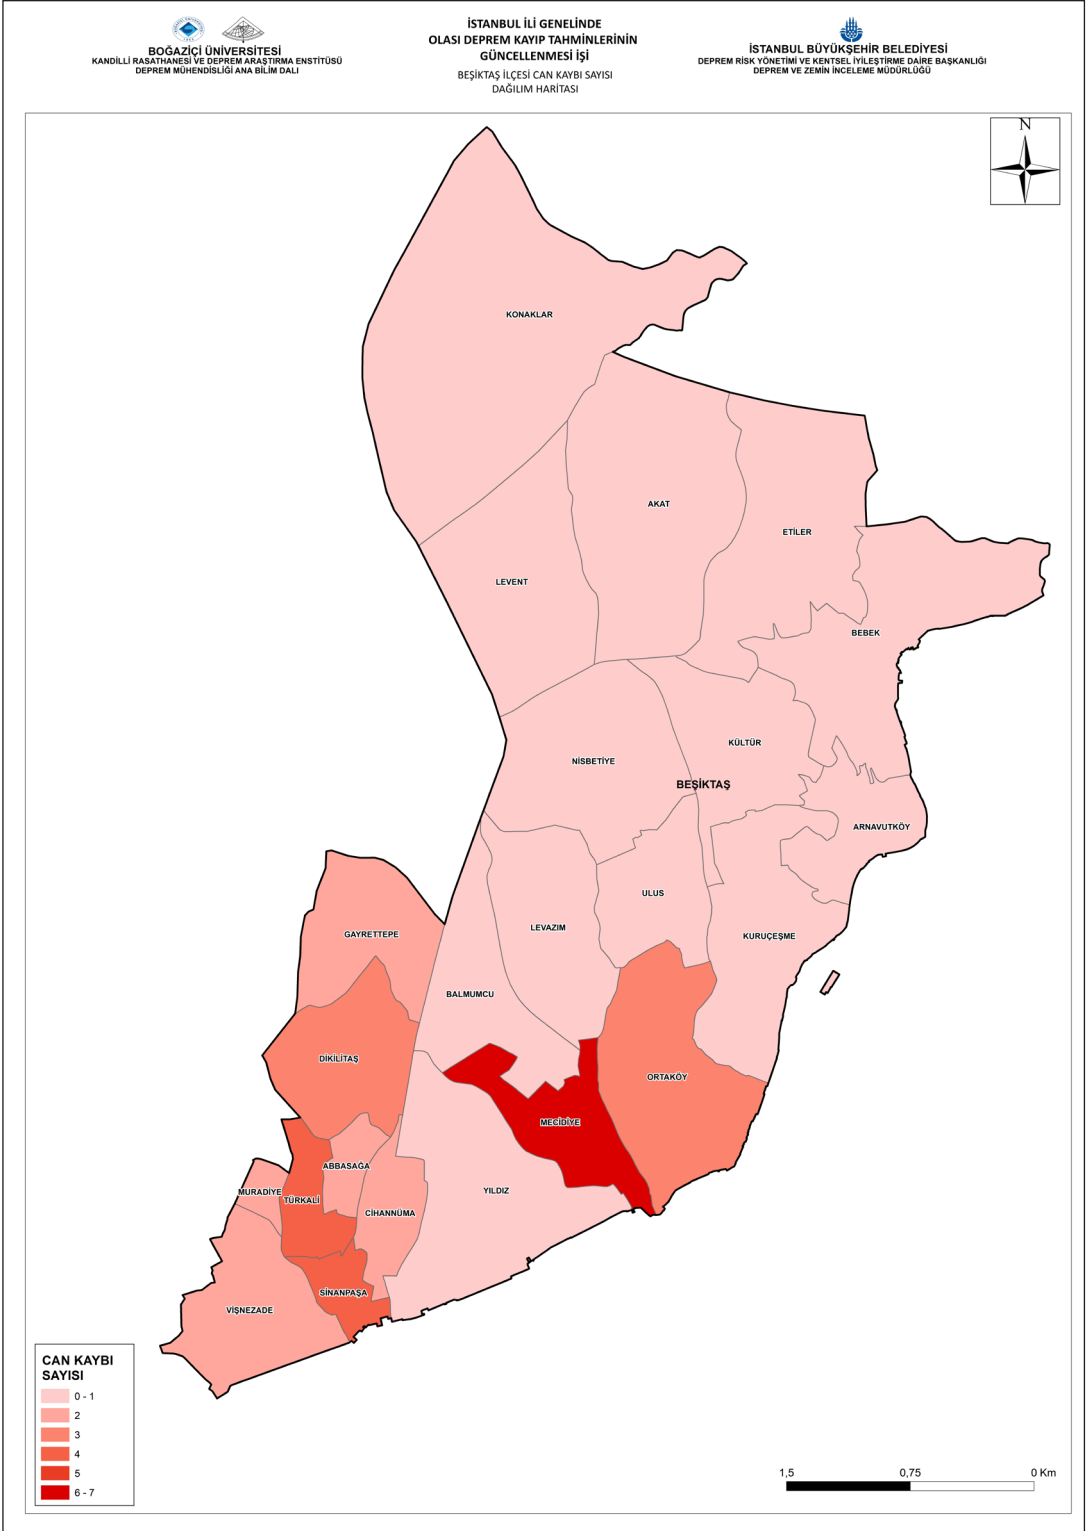 BOĞAZİÇİ ÜNİVERSİTESİ
KANDİLLİ RASATHANESİ VE DEPREM ARAŞTIRMA ENSTİTÜSÜ
DEPREM MÜHENDİSLİĞİ ANA BİLİM DALI
İSTANBUL İLİ GENELİNDE
OLASI DEPREM KAYIP TAHMİNLERİNİN
GÜNCELLENMESİ İŞİ
BEŞİKTAŞ İLÇESİ CAN KAYBI SAYISI
DAĞILIM HARİTASI
İSTANBUL BÜYÜKŞEHİR BELEDİYESİ
DEPREM RİSK YÖNETİMİ VE KENTSEL İYİLEŞTİRME DAİRE BAŞKANLIĞI
DEPREM VE ZEMİN İNCELEME MÜDÜRLÜĞÜ
N
KONAKLAR
AKAT
ETİLER
LEVENT
BEBEK
KÜLTÜR
NİSBETİYE
BEŞİKTAŞ
ARNAVUTKÖY
ULUS
LEVAZIM
GAYRETTEPE
KURUÇEŞME
BALMUMCU
DİKİLİTAŞ
ORTAKÖY
MECİDİYE
ABBASAĞA
MURADİYE
TÜRKALİ
YILDIZ
CİHANNÜMA
SİNANPAŞA
VİŞNEZADE
CAN KAYBI
SAYISI
0 - 1
2
3
4
5
6 - 7
1,5 0,75 0 Km